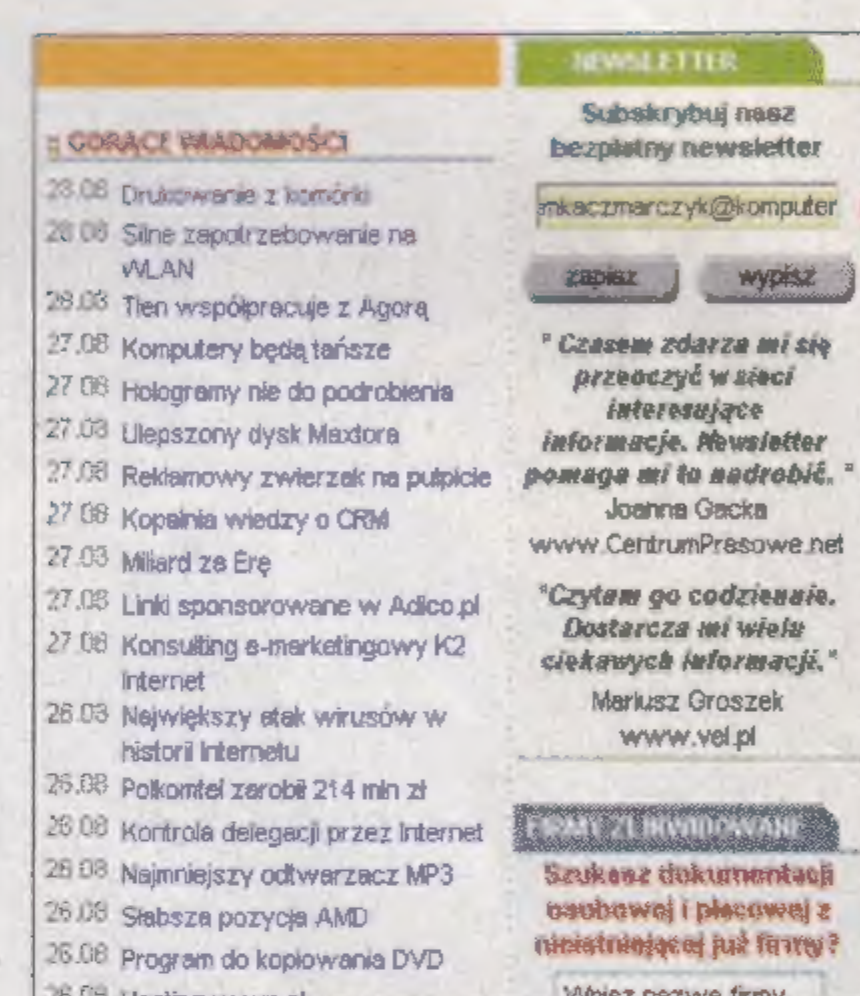 :: GORĄCE WIADOMOŚCI
28.08 Drukowanie z komórki
28.08 Silne zapotrzebowanie na
WLAN
28.08 Tlen współpracuje z Agorą
27.08 Komputery będą tańsze
27.08 Hologramy nie do podrobienia
27.08 Ulepszony dysk Maxtora
27.08 Reklamowy zwierzak na pulpicie
27.08 Kopalnia wiedzy o CRM
27.08 Miliard za Erę
27.08 Linki sponsorowane w Adico.pl
27.08 Konsulting e-marketingowy K2
Internet
26.08 Największy atak wirusów w
historii Internetu
26.08 Polkomtel zarobił 214 mln zł
26.08 Kontrola delegacji przez Internet
26.08 Najmniejszy odtwarzacz MP3
26.08 Słabsza pozycja AMD
26.08 Program do kopiowania DVD
26.08
NEWSLETTER
Subskrybuj nasz
bezpłatny newsletter
mkaczmarczyk@komputer
zapisz wypisz
" Czasem zdarza mi się
przeoczyć w sieci
interesujące
informacje. Newsletter
pomaga mi to nadrobić. "
Joanna Gacka
www.CentrumPrasowe.net
"Czytam go codziennie.
Dostarcza mi wielu
ciekawych informacji."
Mariusz Groszek
www.vel.pl
FIRMY ZLIKWIDOWANE
Szukasz dokumentacji
osobowej i płacowej z
nieistniejącej już firmy?
Wpisz nazwę firmy